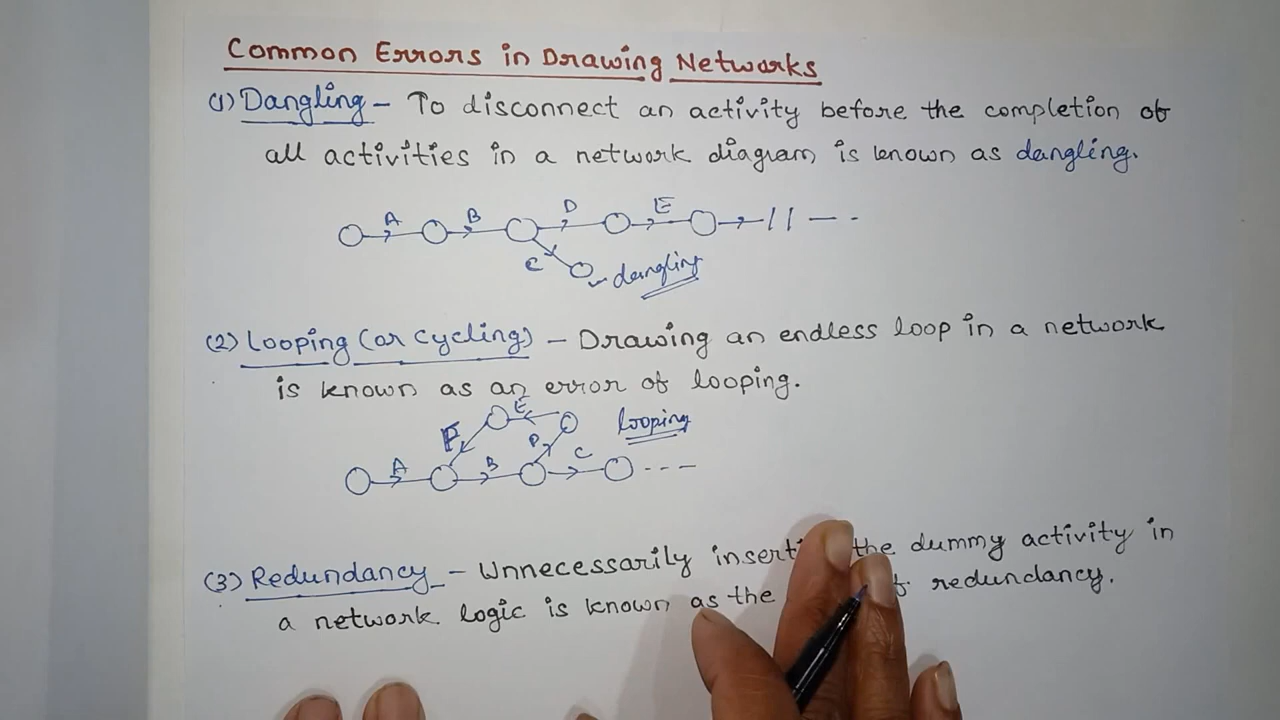 Common Errors in Drawing Networks
(1) Dangling - To disconnect an activity before the completion of
all activities in a network diagram is known as dangling.
A B D E
C dangling
(2) Looping (or Cycling) - Drawing an endless loop in a network
is known as an error of looping.
E looping
F D
A B C
(3) Redundancy - Unnecessarily the dummy activity in
a network logic is known as the redundancy.